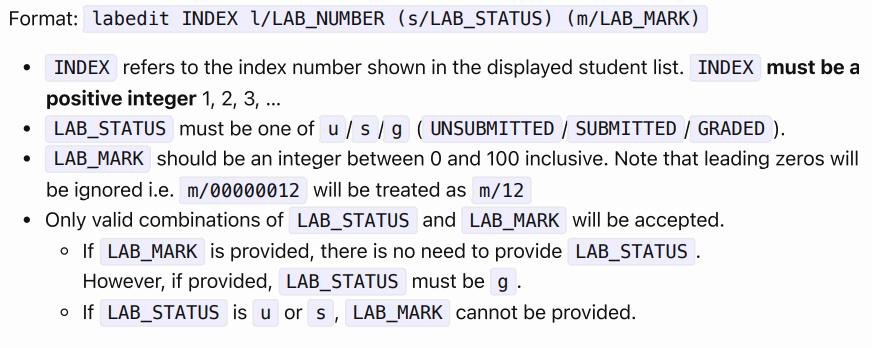 Format: labedit INDEX l/LAB_NUMBER (s/LAB_STATUS) (m/LAB_MARK)
• INDEX refers to the index number shown in the displayed student list. INDEX must be a
positive integer 1, 2, 3, …
• LAB_STATUS must be one of u/s/g (UNSUBMITTED/SUBMITTED/GRADED).
• LAB_MARK should be an integer between 0 and 100 inclusive. Note that leading zeros will
be ignored i.e. m/00000012 will be treated as m/12
• Only valid combinations of LAB_STATUS and LAB_MARK will be accepted.
◦ If LAB_MARK is provided, there is no need to provide LAB_STATUS.
However, if provided, LAB_STATUS must be g.
◦ If LAB_STATUS is u or s, LAB_MARK cannot be provided.